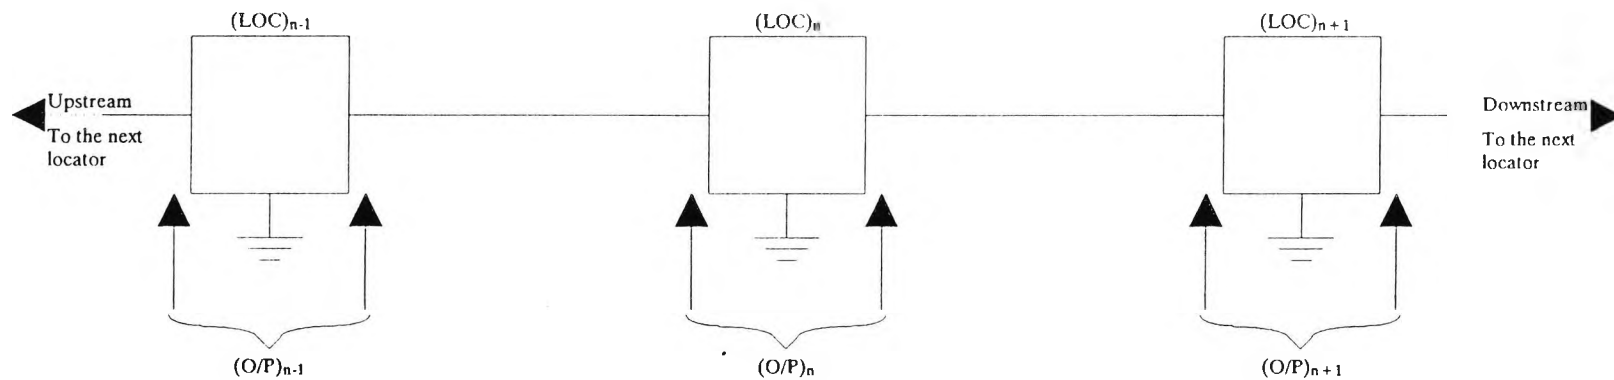 (LOC)n-1
(LOC)n
(LOC)n+1
Upstream
To the next
locator
Downstream
To the next
locator
(O/P)n-1
(O/P)n
(O/P)n+1